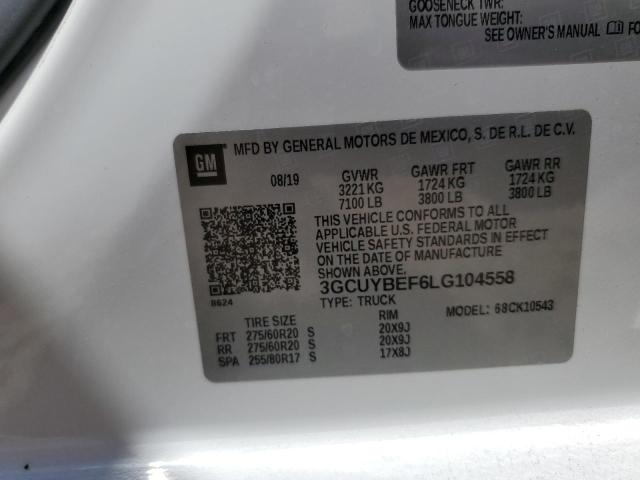 GOOSENECK TWR:
MAX TONGUE WEIGHT:
SEE OWNER'S MANUAL FO
GM
MFD BY GENERAL MOTORS DE MEXICO, S. DE R.L. DE C.V.
08/19 GVWR GAWR FRT GAWR RR
3221 KG 1724 KG 1724 KG
7100 LB 3800 LB 3800 LB
THIS VEHICLE CONFORMS TO ALL
APPLICABLE U.S. FEDERAL MOTOR
VEHICLE SAFETY STANDARDS IN EFFECT
ON THE DATE OF MANUFACTURE
SHOWN ABOVE.
3GCUYBEF6LG104558
TYPE: TRUCK MODEL: 68CK10543
8624
TIRE SIZE RIM
FRT 275/60R20 S 20X9J
RR 275/60R20 S 20X9J
SPA 255/80R17 S 17X8J